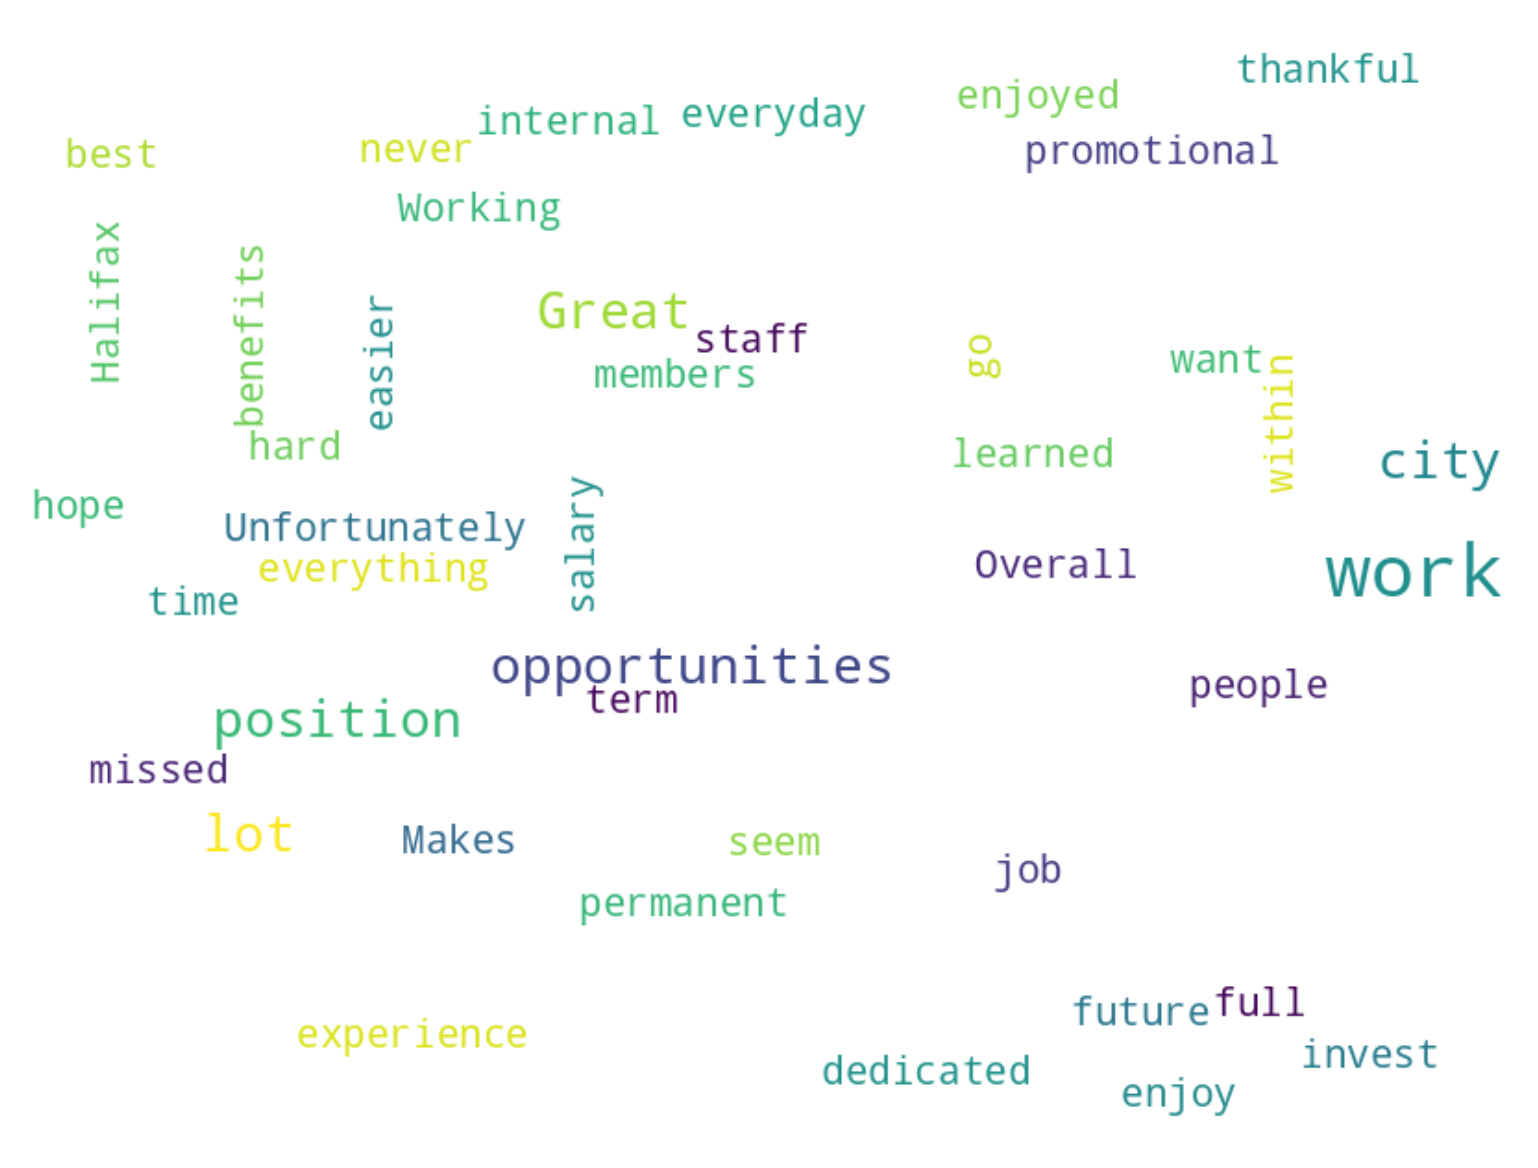 thankful
enjoyed
internal everyday
best
never
promotional
Working
Halifax
benefits
easier
Great
staff
members
go
want
within
hard
learned
city
hope
Unfortunately
salary
everything
Overall
work
time
opportunities
term
people
position
missed
lot
Makes
seem
job
permanent
future full
experience
invest
dedicated
enjoy